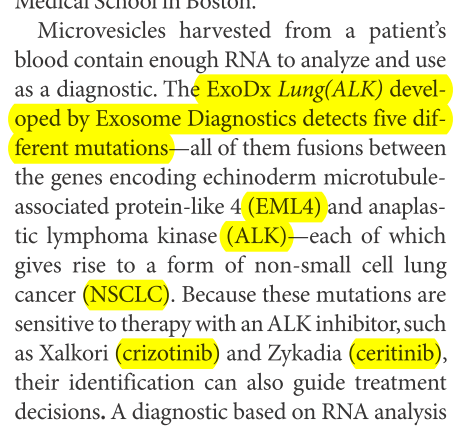 Medical School in Boston.
Microvesicles harvested from a patient’s
blood contain enough RNA to analyze and use
as a diagnostic. The ExoDx Lung(ALK) devel-
oped by Exosome Diagnostics detects five dif-
ferent mutations—all of them fusions between
the genes encoding echinoderm microtubule-
associated protein-like 4 (EML4) and anaplas-
tic lymphoma kinase (ALK)—each of which
gives rise to a form of non-small cell lung
cancer (NSCLC). Because these mutations are
sensitive to therapy with an ALK inhibitor, such
as Xalkori (crizotinib) and Zykadia (ceritinib),
their identification can also guide treatment
decisions. A diagnostic based on RNA analysis